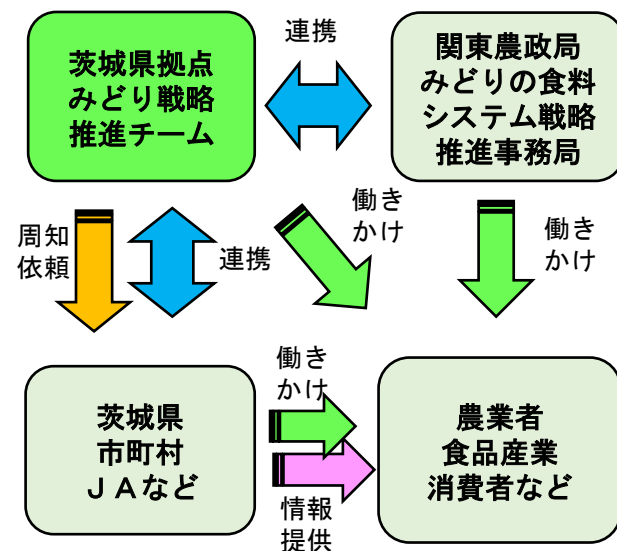 茨城県拠点
みどり戦略
推進チーム
連携
関東農政局
みどりの食料
システム戦略
推進事務局
周知
依頼
連携
働き
かけ
働き
かけ
茨城県
市町村
ＪＡなど
働き
かけ
情報
提供
農業者
食品産業
消費者など